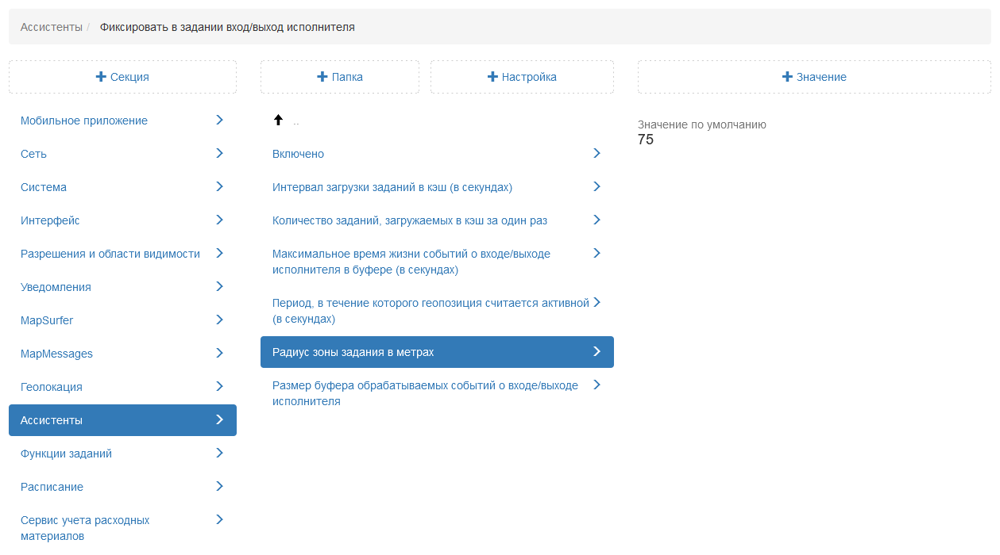 Ассистенты / Фиксировать в задании вход/выход исполнителя
Секция
Папка
Настройка
Значение
Мобильное приложение
Сеть
Система
Интерфейс
Разрешения и области видимости
Уведомления
MapSurfer
MapMessages
Геолокация
Ассистенты
Функции заданий
Расписание
Сервис учета расходных
материалов
..
Включено
Интервал загрузки заданий в кэш (в секундах)
Количество заданий, загружаемых в кэш за один раз
Максимальное время жизни событий о входе/выходе
исполнителя в буфере (в секундах)
Период, в течение которого геопозиция считается активной
(в секундах)
Радиус зоны задания в метрах
Размер буфера обрабатываемых событий о входе/выходе
исполнителя
Значение по умолчанию
75